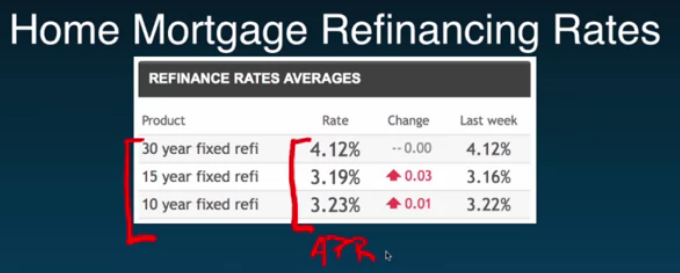 Home Mortgage Refinancing Rates
REFINANCE RATES AVERAGES
Product Rate Change Last week
30 year fixed refi 4.12% -- 0.00 4.12%
15 year fixed refi 3.19% 0.03 3.16%
10 year fixed refi 3.23% 0.01 3.22%